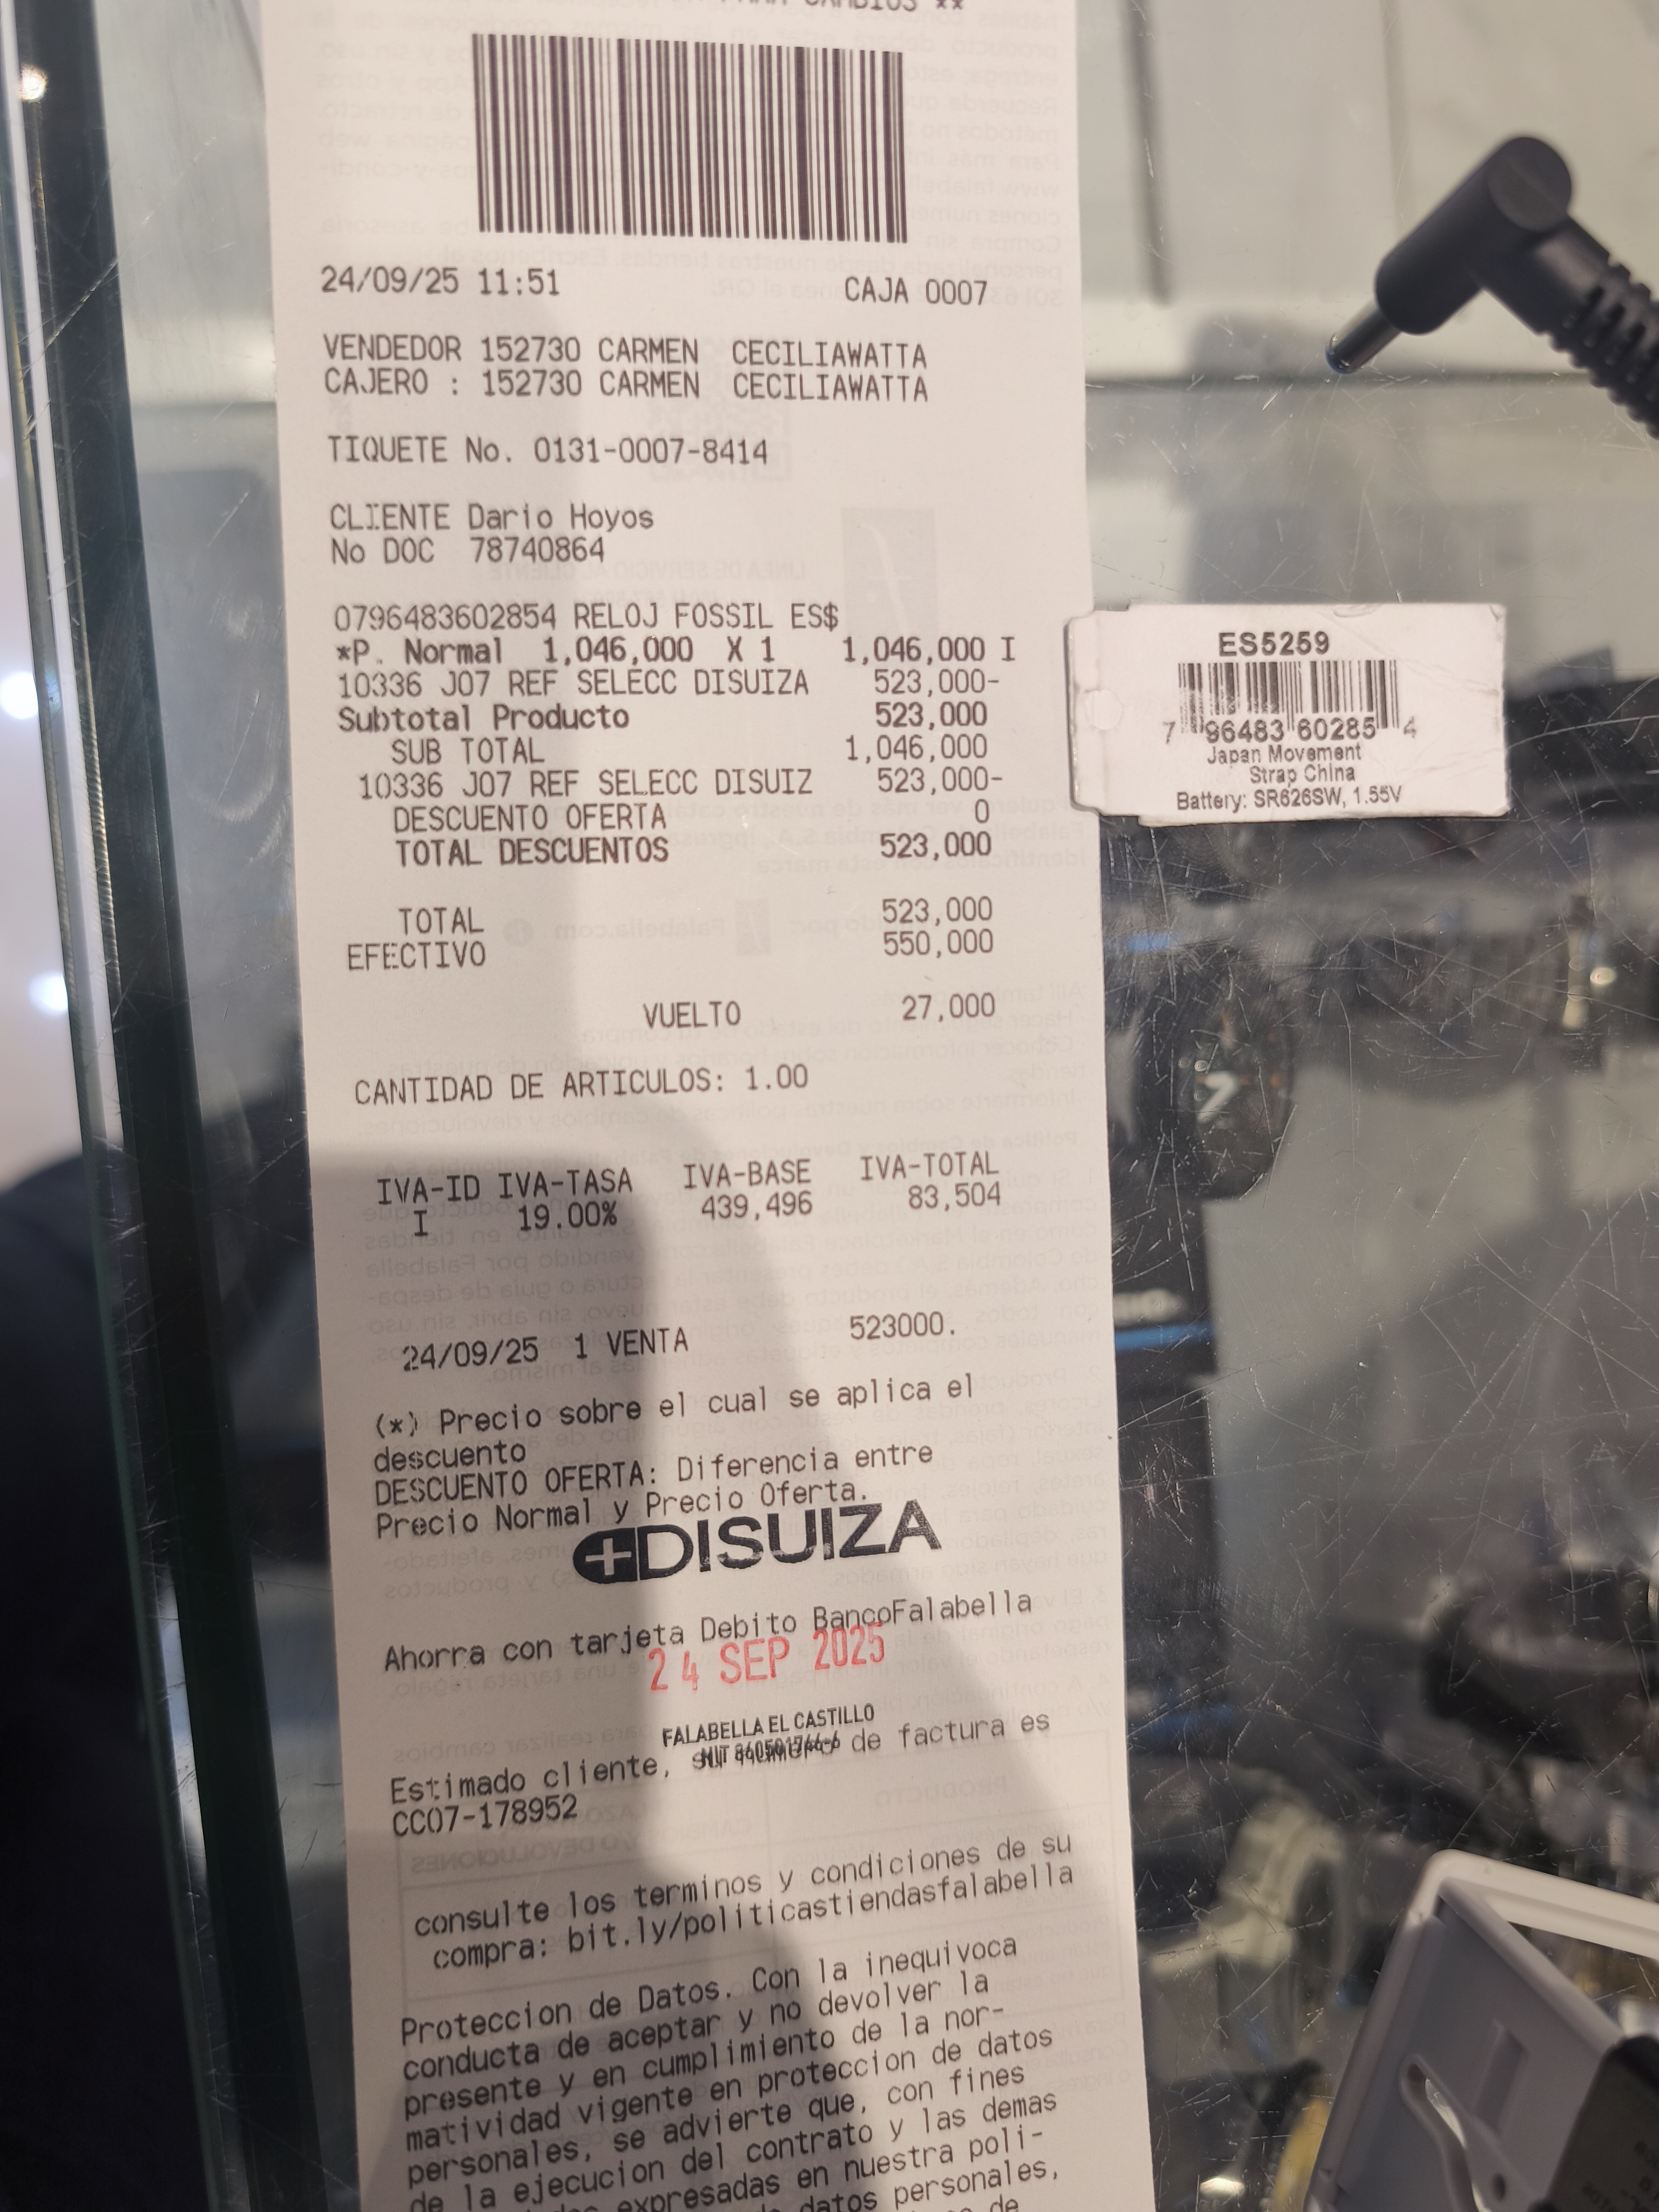 CAMBIOS **
24/09/25 11:51 CAJA 0007
VENDEDOR 152730 CARMEN CECILIAWATTA
CAJERO : 152730 CARMEN CECILIAWATTA
TIQUETE No. 0131-0007-8414
CLIENTE Dario Hoyos
No DOC 78740864
0796483602854 RELOJ FOSSIL ES$
*P. Normal 1,046,000 X 1 1,046,000 I
10336 J07 REF SELECC DISUIZA 523,000-
Subtotal Producto 523,000
SUB TOTAL 1,046,000
10336 J07 REF SELECC DISUIZ 523,000-
DESCUENTO OFERTA 0
TOTAL DESCUENTOS 523,000
TOTAL 523,000
EFECTIVO 550,000
VUELTO 27,000
CANTIDAD DE ARTICULOS: 1.00
IVA-ID IVA-TASA IVA-BASE IVA-TOTAL
I 19.00% 439,496 83,504
24/09/25 1 VENTA 523000.
(*) Precio sobre el cual se aplica el
descuento
DESCUENTO OFERTA: Diferencia entre
Precio Normal y Precio Oferta.
DISUIZA
Ahorra con tarjeta Debito BancoFalabella
24 SEP 2025
FALABELLA EL CASTILLO
Estimado cliente, su numero de factura es
CC07-178952
consulte los terminos y condiciones de su
compra: bit.ly/politicastiendasfalabella
Proteccion de Datos. Con la inequivoca
conducta de aceptar y no devolver la
presente y en cumplimiento de la nor-
matividad vigente en proteccion de datos
personales, se advierte que, con fines
de la ejecucion del contrato y las demas
expresadas en nuestra poli-
datos personales,
de
ES5259
7 96483 60285 4
Japan Movement
Strap China
Battery: SR626SW, 1.55V